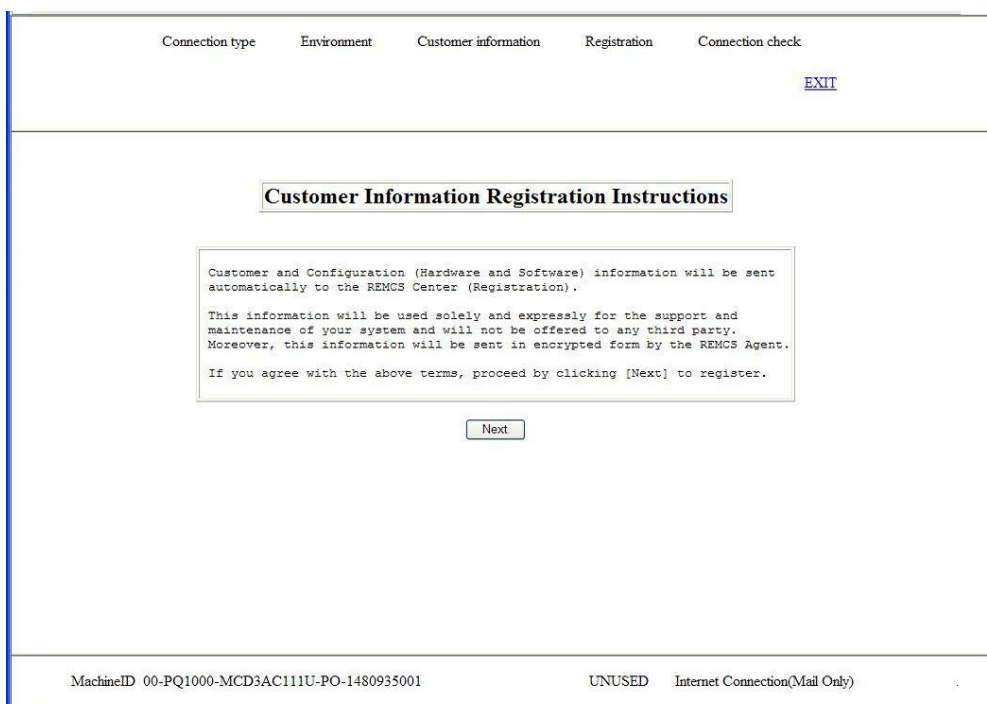 Connection type Environment Customer information Registration Connection check
EXIT
Customer Information Registration Instructions
Customer and Configuration (Hardware and Software) information will be sent
automatically to the REMCS Center (Registration).
This information will be used solely and expressly for the support and
maintenance of your system and will not be offered to any third party.
Moreover, this information will be sent in encrypted form by the REMCS Agent.
If you agree with the above terms, proceed by clicking [Next] to register.
Next
MachineID 00-PQ1000-MCD3AC111U-PO-1480935001 UNUSED Internet Connection(Mail Only) .